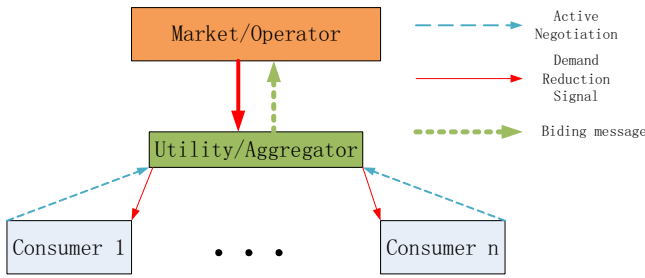 Market/Operator
Utility/Aggregator
Consumer 1
. . .
Consumer n
Active
Negotiation
Demand
Reduction
Signal
Biding message